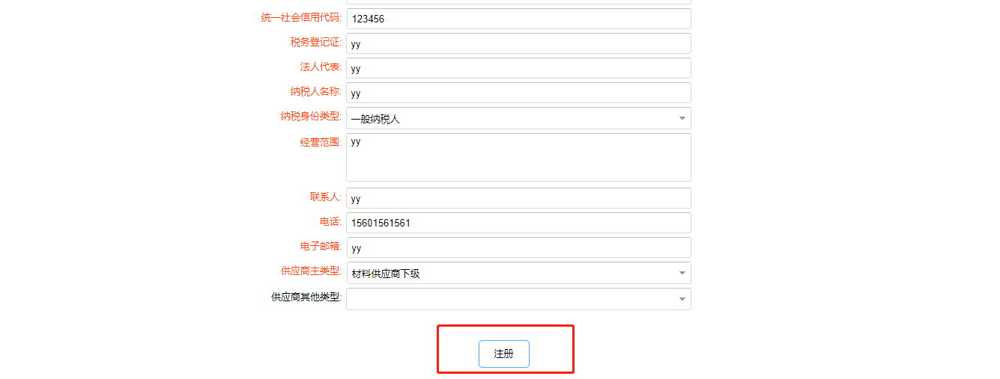 统一社会信用代码: 123456
税务登记证: yy
法人代表: yy
纳税人名称: yy
纳税身份类型: 一般纳税人
经营范围: yy
联系人: yy
电话: 15601561561
电子邮箱: yy
供应商主类型: 材料供应商下级
供应商其他类型:
注册